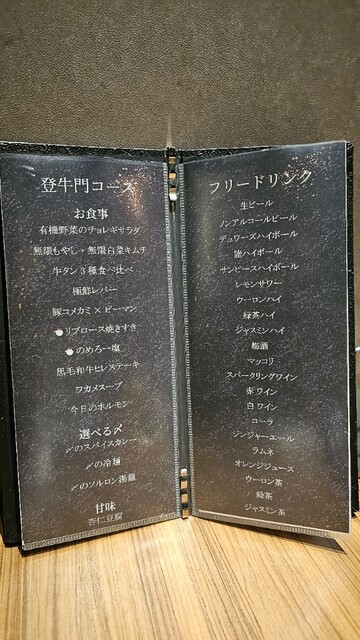 登牛門コース
お食事
有機野菜のチョレギサラダ
無限もやし・無限白菜キムチ
牛タン3種食べ比べ
極鮮レバー
豚コメカミ×ピーマン
リブロース焼きすき
のめろー塩
黒毛和牛ヒレステーキ
ワカメスープ
今日のホルモン
選べる〆
〆のスパイスカレー
〆の冷麺
〆のソルロン湯麺
甘味
杏仁豆腐
フリードリンク
生ビール
ノンアルコールビール
デュワーズハイボール
ハイボール
サンピースハイボール
レモンサワー
ウーロンハイ
緑茶ハイ
ジャスミンハイ
梅酒
マッコリ
スパークリングワイン
赤ワイン
白ワイン
コーラ
ジンジャーエール
ラムネ
オレンジジュース
ウーロン茶
緑茶
ジャスミン茶